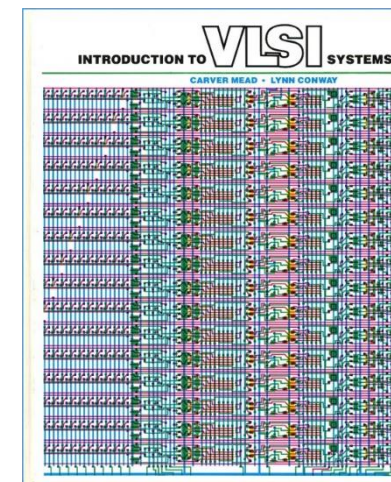 INTRODUCTION TO VLSI SYSTEMS
CARVER MEAD • LYNN CONWAY